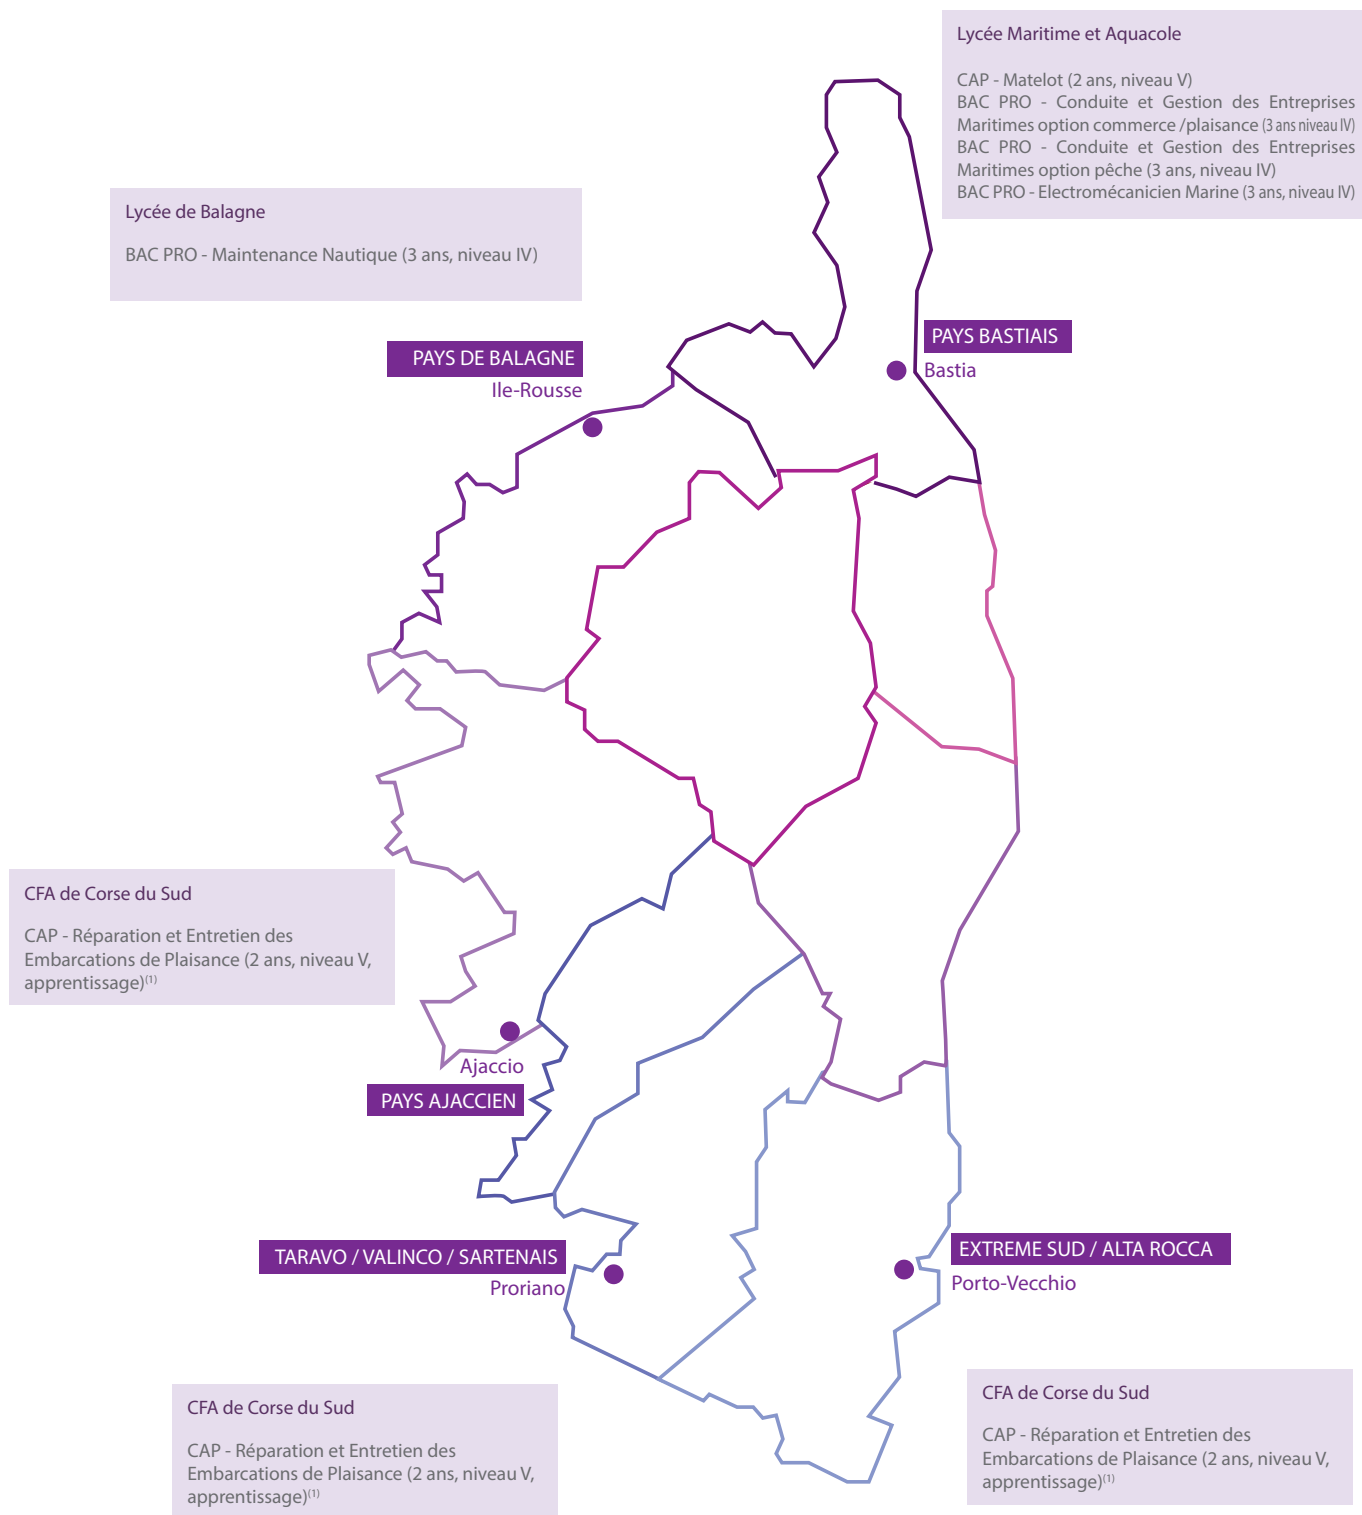 Lycée Maritime et Aquacole
CAP - Matelot (2 ans, niveau V)
BAC PRO - Conduite et Gestion des Entreprises
Maritimes option commerce /plaisance (3 ans niveau IV)
BAC PRO - Conduite et Gestion des Entreprises
Maritimes option pêche (3 ans, niveau IV)
BAC PRO - Electromécanicien Marine (3 ans, niveau IV)
Lycée de Balagne
BAC PRO - Maintenance Nautique (3 ans, niveau IV)
PAYS BASTIAIS
Bastia
PAYS DE BALAGNE
Ile-Rousse
CFA de Corse du Sud
CAP - Réparation et Entretien des
Embarcations de Plaisance (2 ans, niveau V,
apprentissage)(1)
Ajaccio
PAYS AJACCIEN
TARAVO / VALINCO / SARTENAIS
Proriano
EXTREME SUD / ALTA ROCCA
Porto-Vecchio
CFA de Corse du Sud
CAP - Réparation et Entretien des
Embarcations de Plaisance (2 ans, niveau V,
apprentissage)(1)
CFA de Corse du Sud
CAP - Réparation et Entretien des
Embarcations de Plaisance (2 ans, niveau V,
apprentissage)(1)